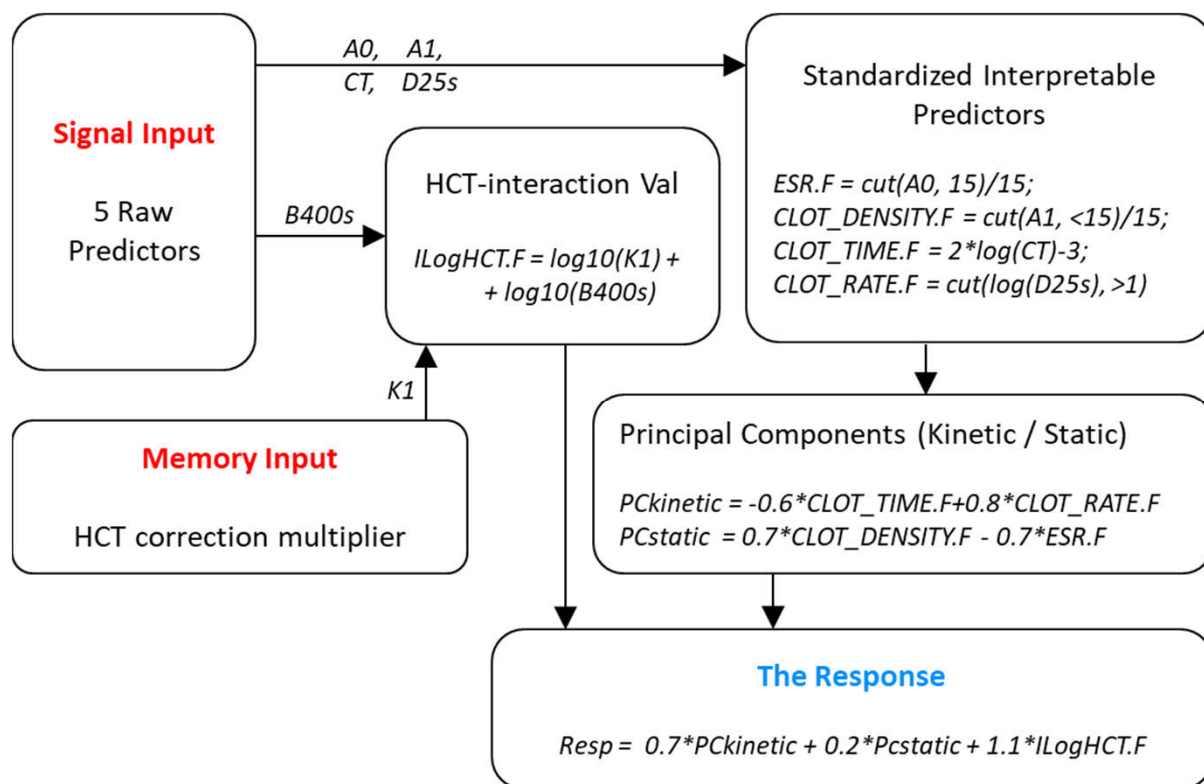 Signal Input
5 Raw
Predictors
A0, A1,
CT, D25s
B400s
HCT-interaction Val
ILogHCT.F = log10(K1) +
+ log10(B400s)
Standardized Interpretable
Predictors
ESR.F = cut(A0, 15)/15;
CLOT_DENSITY.F = cut(A1, <15)/15;
CLOT_TIME.F = 2*log(CT)-3;
CLOT_RATE.F = cut(log(D25s), >1)
K1
Memory Input
HCT correction multiplier
Principal Components (Kinetic / Static)
PCkinetic = -0.6*CLOT_TIME.F+0.8*CLOT_RATE.F
PCstatic = 0.7*CLOT_DENSITY.F - 0.7*ESR.F
The Response
Resp = 0.7*PCkinetic + 0.2*Pcstatic + 1.1*ILogHCT.F